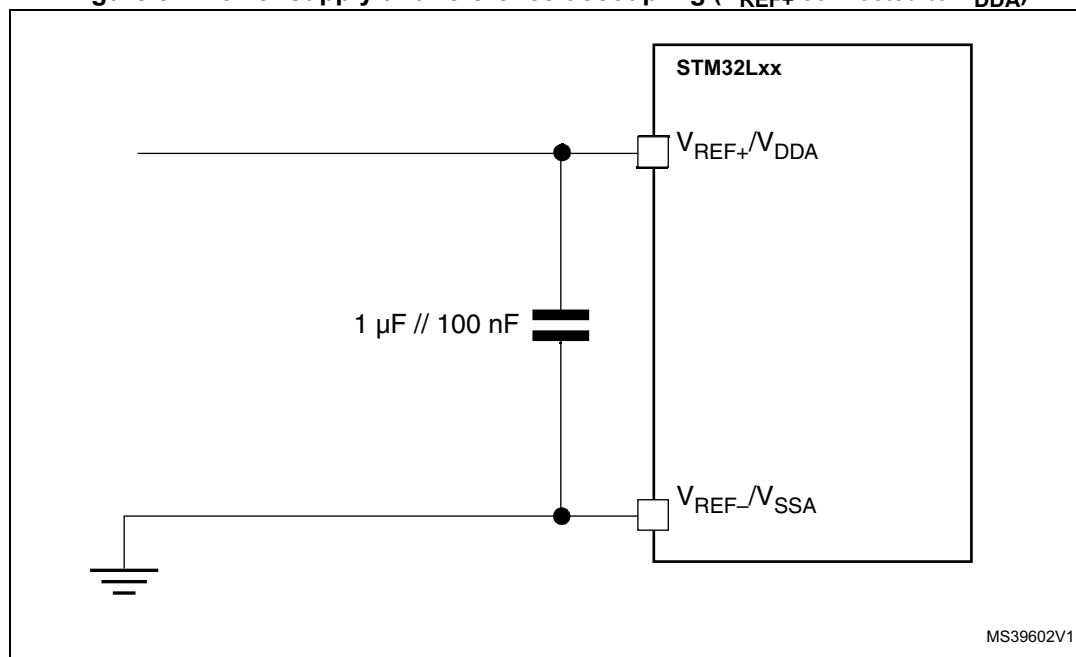 STM32Lxx
VREF+/VDDA
1 µF // 100 nF
VREF–/VSSA
MS39602V1